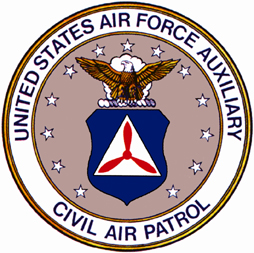 UNITED STATES AIR FORCE AUXILIARY
CIVIL AIR PATROL